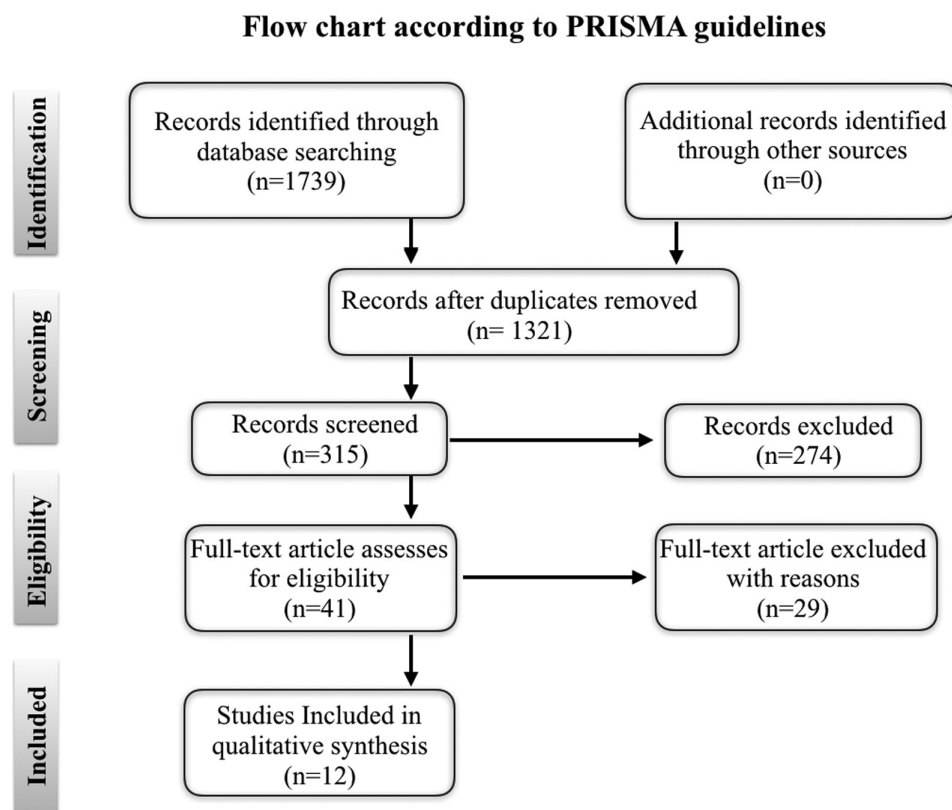 Flow chart according to PRISMA guidelines
Identification
Records identified through
database searching
(n=1739)
Additional records identified
through other sources
(n=0)
Screening
Records after duplicates removed
(n= 1321)
Records screened
(n=315)
Records excluded
(n=274)
Eligibility
Full-text article assesses
for eligibility
(n=41)
Full-text article excluded
with reasons
(n=29)
Included
Studies Included in
qualitative synthesis
(n=12)